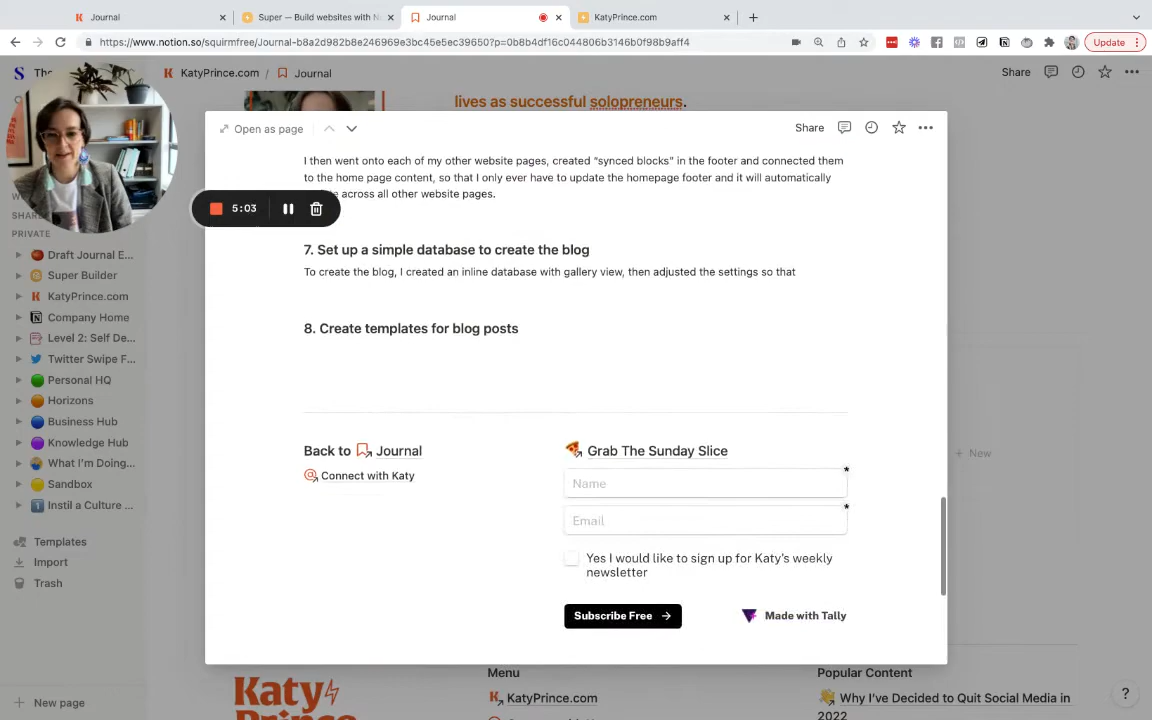 Journal
Super — Build websites with N
Journal
KatyPrince.com
https://www.notion.so/squirmfree/Journal-b8a2d982b8e246969e3bc45e5ec39650?p=0b8b4df16c044806b3146b0f98b9aff4
Update
S The
KatyPrince.com / Journal
Share
lives as successful solopreneurs.
Open as page
Share
I then went onto each of my other website pages, created “synced blocks” in the footer and connected them
to the home page content, so that I only ever have to update the homepage footer and it will automatically
across all other website pages.
5:03
SHARE
PRIVATE
Draft Journal E...
Super Builder
KatyPrince.com
Company Home
Level 2: Self De...
Twitter Swipe F...
Personal HQ
Horizons
Business Hub
Knowledge Hub
What I'm Doing...
Sandbox
Instil a Culture ...
Templates
Import
Trash
New page
7. Set up a simple database to create the blog
To create the blog, I created an inline database with gallery view, then adjusted the settings so that
8. Create templates for blog posts
Back to Journal
Connect with Katy
Grab The Sunday Slice
Name *
Email *
Yes I would like to sign up for Katy's weekly
newsletter
Subscribe Free →
Made with Tally
+ New
Katy
Prince
Menu
KatyPrince.com
Popular Content
Why I've Decided to Quit Social Media in
2022
?